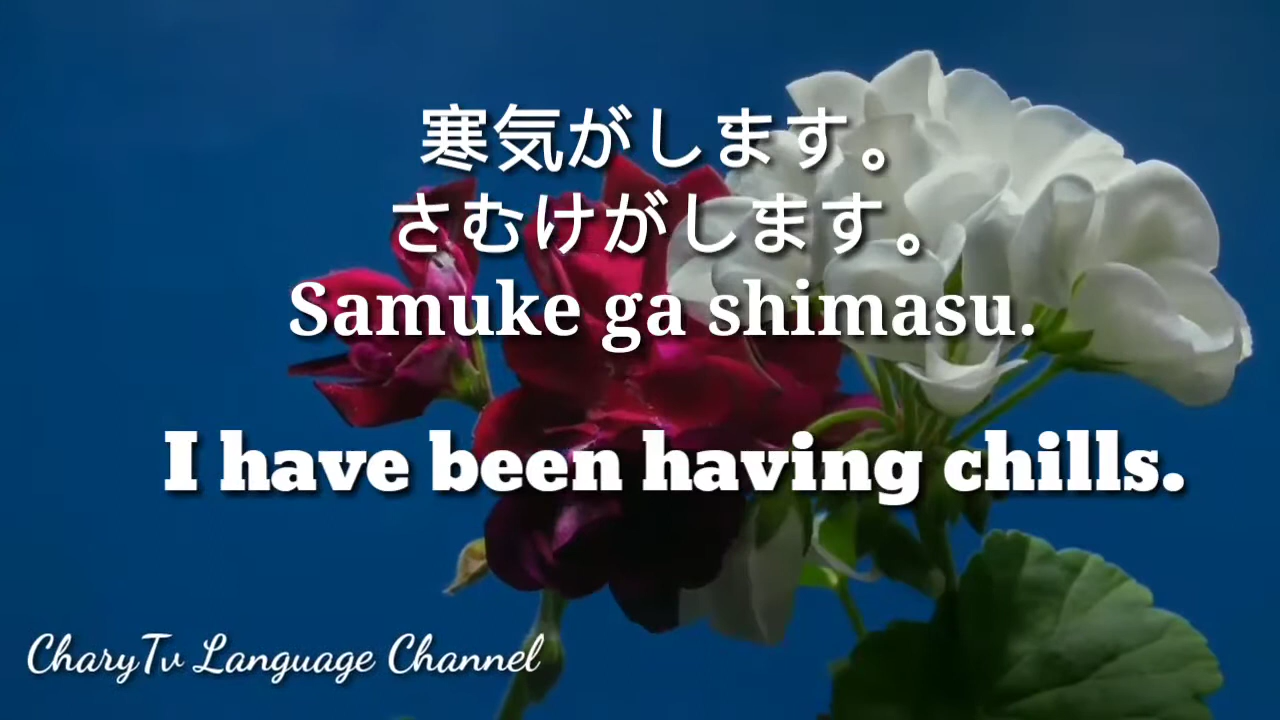 寒気がします。
さむけがします。
Samuke ga shimasu.
I have been having chills.
CharyTv Language Channel